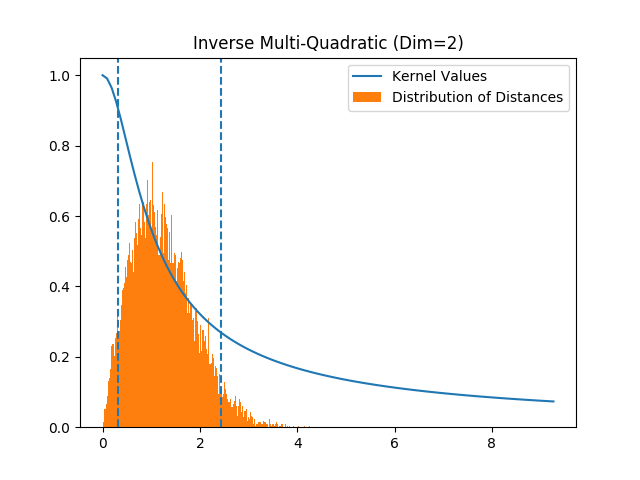 Inverse Multi-Quadratic (Dim=2)
Kernel Values
Distribution of Distances
1.0
0.8
0.6
0.4
0.2
0.0
0 2 4 6 8